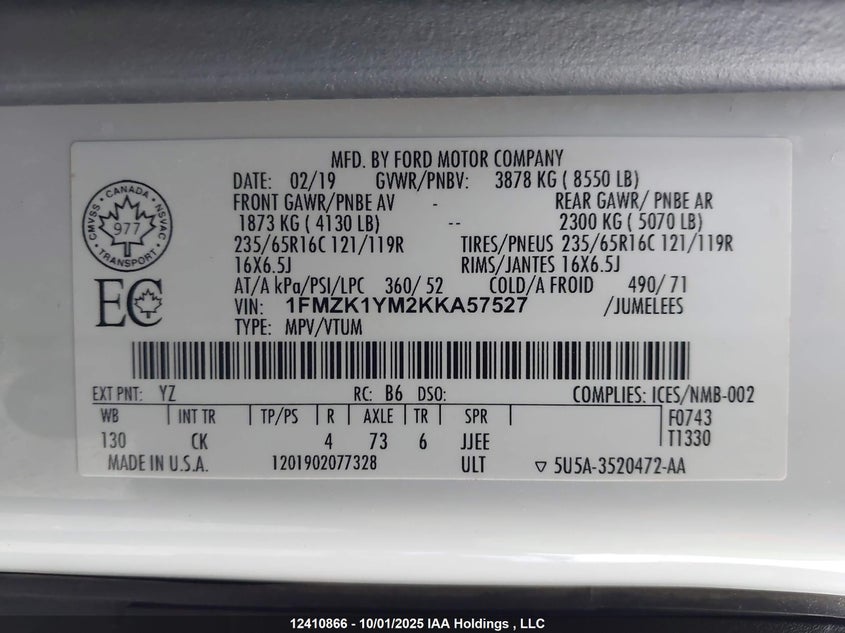 MFD. BY FORD MOTOR COMPANY
DATE: 02/19 GVWR/PNBV: 3878 KG ( 8550 LB)
FRONT GAWR/PNBE AV - REAR GAWR/ PNBE AR
1873 KG ( 4130 LB) -- 2300 KG ( 5070 LB)
235/65R16C 121/119R TIRES/PNEUS 235/65R16C 121/119R
16X6.5J RIMS/JANTES 16X6.5J
AT/A kPa/PSI/LPC 360/ 52 COLD/A FROID 490/ 71
VIN: 1FMZK1YM2KKA57527 /JUMELEES
TYPE: MPV/VTUM
CANADA
CMVSS
NSVAC
977
TRANSPORT
EC
EXT PNT: YZ RC: B6 DSO: COMPLIES: ICES/NMB-002
WB INT TR TP/PS R AXLE TR SPR F0743
130 CK 4 73 6 JJEE T1330
MADE IN U.S.A. 1201902077328 ULT ▽ 5U5A-3520472-AA
12410866 - 10/01/2025 IAA Holdings , LLC